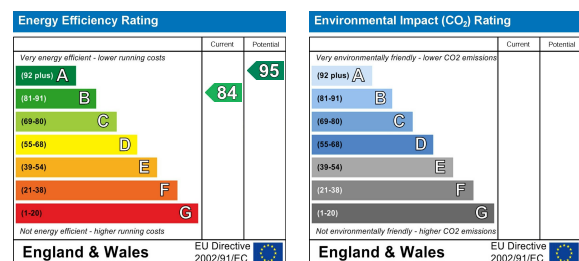 Energy Efficiency Rating
Current Potential
Very energy efficient - lower running costs
(92 plus) A
(81-91) B
(69-80) C
(55-68) D
(39-54) E
(21-38) F
(1-20) G
84
95
Not energy efficient - higher running costs
England & Wales
EU Directive
2002/91/EC
Environmental Impact (CO2) Rating
Current Potential
Very environmentally friendly - lower CO2 emissions
(92 plus) A
(81-91) B
(69-80) C
(55-68) D
(39-54) E
(21-38) F
(1-20) G
Not environmentally friendly - higher CO2 emissions
England & Wales
EU Directive
2002/91/EC